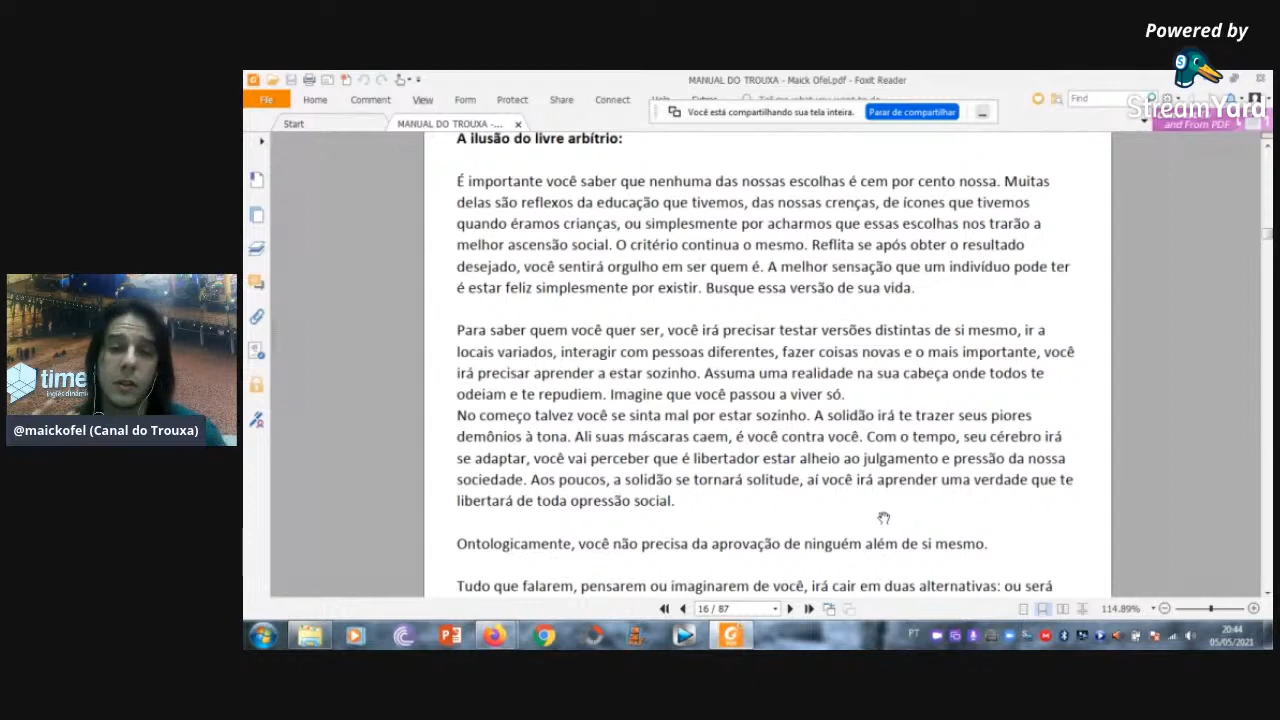 Powered by
StreamYard
MANUAL DO TROUXA - Maick Ofel.pdf - Foxit Reader
File Home Comment View Form Protect Share Connect Help
Find
Você está compartilhando sua tela inteira. Parar de compartilhar
and From PDF
Start MANUAL DO TROUXA -...
A ilusão do livre arbítrio:
É importante você saber que nenhuma das nossas escolhas é cem por cento nossa. Muitas
delas são reflexos da educação que tivemos, das nossas crenças, de ícones que tivemos
quando éramos crianças, ou simplesmente por acharmos que essas escolhas nos trarão a
melhor ascensão social. O critério continua o mesmo. Reflita se após obter o resultado
desejado, você sentirá orgulho em ser quem é. A melhor sensação que um indivíduo pode ter
é estar feliz simplesmente por existir. Busque essa versão de sua vida.
Para saber quem você quer ser, você irá precisar testar versões distintas de si mesmo, ir a
locais variados, interagir com pessoas diferentes, fazer coisas novas e o mais importante, você
irá precisar aprender a estar sozinho. Assuma uma realidade na sua cabeça onde todos te
odeiam e te repudiem. Imagine que você passou a viver só.
No começo talvez você se sinta mal por estar sozinho. A solidão irá te trazer seus piores
demônios à tona. Ali suas máscaras caem, é você contra você. Com o tempo, seu cérebro irá
se adaptar, você vai perceber que é libertador estar alheio ao julgamento e pressão da nossa
sociedade. Aos poucos, a solidão se tornará solitude, aí você irá aprender uma verdade que te
libertará de toda opressão social.
Ontologicamente, você não precisa da aprovação de ninguém além de si mesmo.
Tudo que falarem, pensarem ou imaginarem de você, irá cair em duas alternativas: ou será
time
inglês dinâmico
@maickofel (Canal do Trouxa)
16 / 87
114.89%
PT
20:44
05/05/2021